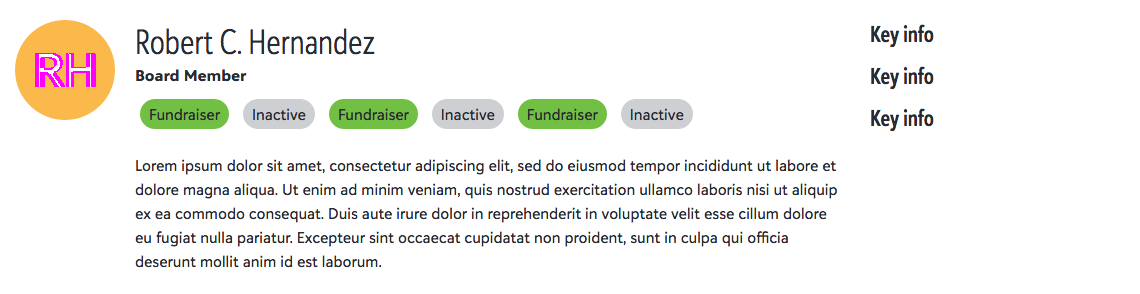 RH
Robert C. Hernandez
Board Member
Fundraiser Inactive Fundraiser Inactive Fundraiser Inactive
Lorem ipsum dolor sit amet, consectetur adipiscing elit, sed do eiusmod tempor incididunt ut labore et
dolore magna aliqua. Ut enim ad minim veniam, quis nostrud exercitation ullamco laboris nisi ut aliquip
ex ea commodo consequat. Duis aute irure dolor in reprehenderit in voluptate velit esse cillum dolore
eu fugiat nulla pariatur. Excepteur sint occaecat cupidatat non proident, sunt in culpa qui officia
deserunt mollit anim id est laborum.
Key info
Key info
Key info